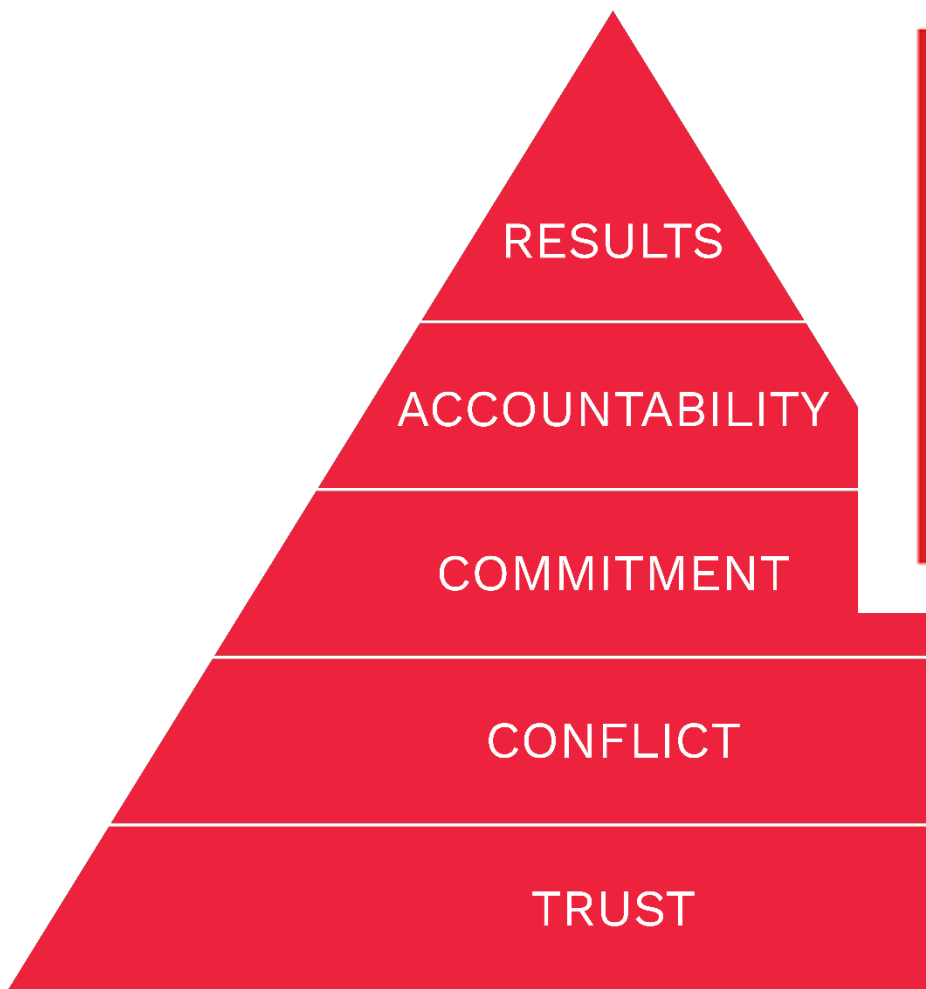 RESULTS
ACCOUNTABILITY
COMMITMENT
CONFLICT
TRUST